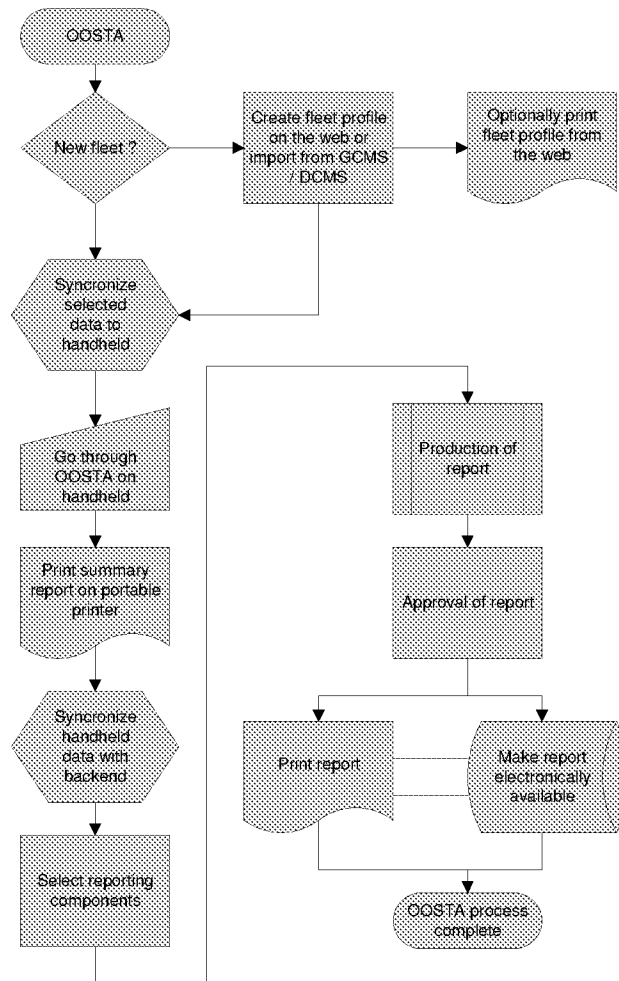 OOSTA
New fleet ?
Create fleet profile
on the web or
import from GCMS
/ DCMS
Optionally print
fleet profile from
the web
Syncronize
selected
data to
handheld
Go through
OOSTA on
handheld
Print summary
report on portable
printer
Syncronize
handheld
data with
backend
Select reporting
components
Production of
report
Approval of report
Print report
Make report
electronically
available
OOSTA process
complete